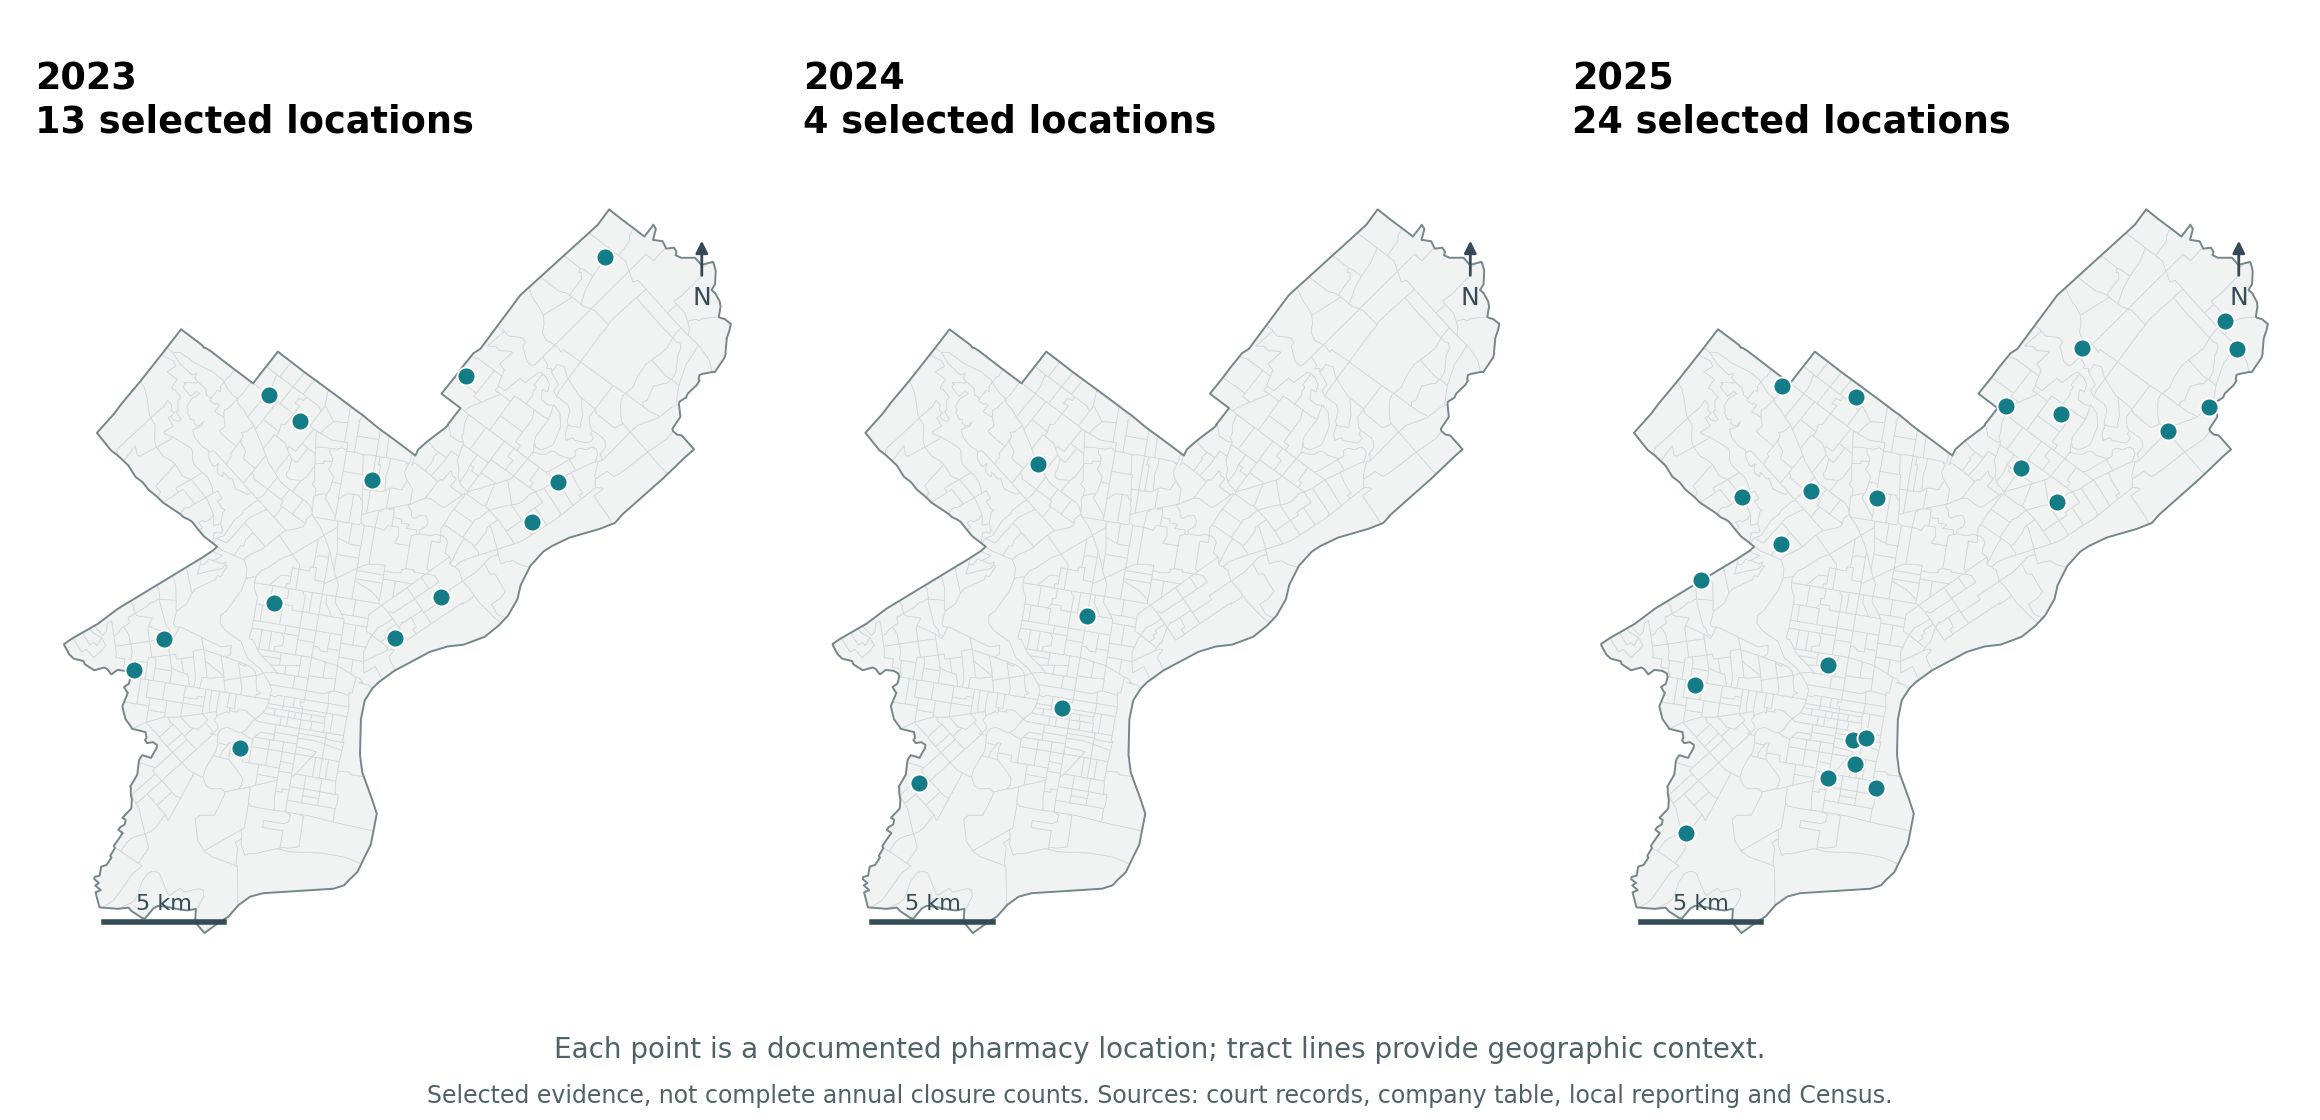 2023
13 selected locations
2024
4 selected locations
2025
24 selected locations
N
N
N
5 km
5 km
5 km
Each point is a documented pharmacy location; tract lines provide geographic context.
Selected evidence, not complete annual closure counts. Sources: court records, company table, local reporting and Census.